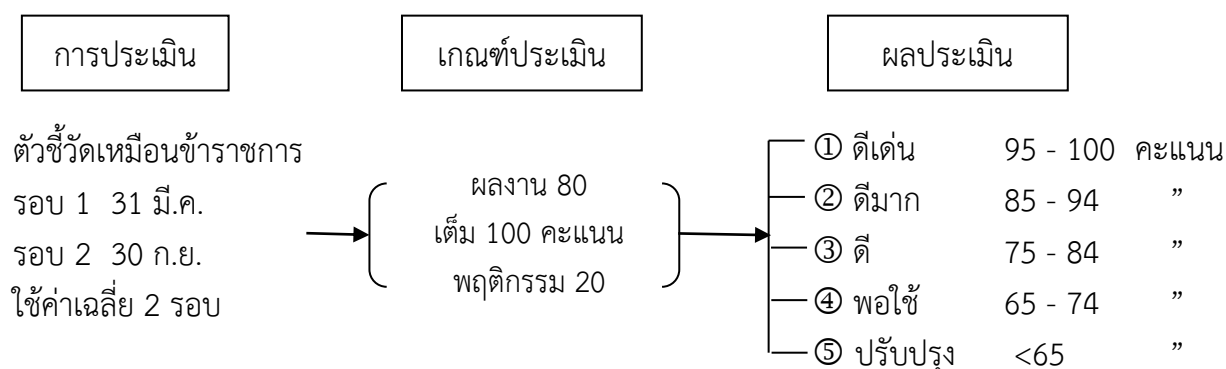 การประเมิน
ตัวชี้วัดเหมือนข้าราชการ
รอบ 1 31 มี.ค.
รอบ 2 30 ก.ย.
ใช้ค่าเฉลี่ย 2 รอบ
เกณฑ์ประเมิน
ผลงาน 80
เต็ม 100 คะแนน
พฤติกรรม 20
ผลประเมิน
① ดีเด่น 95 - 100 คะแนน
② ดีมาก 85 - 94 ”
③ ดี 75 - 84 ”
④ พอใช้ 65 - 74 ”
⑤ ปรับปรุง <65 ”